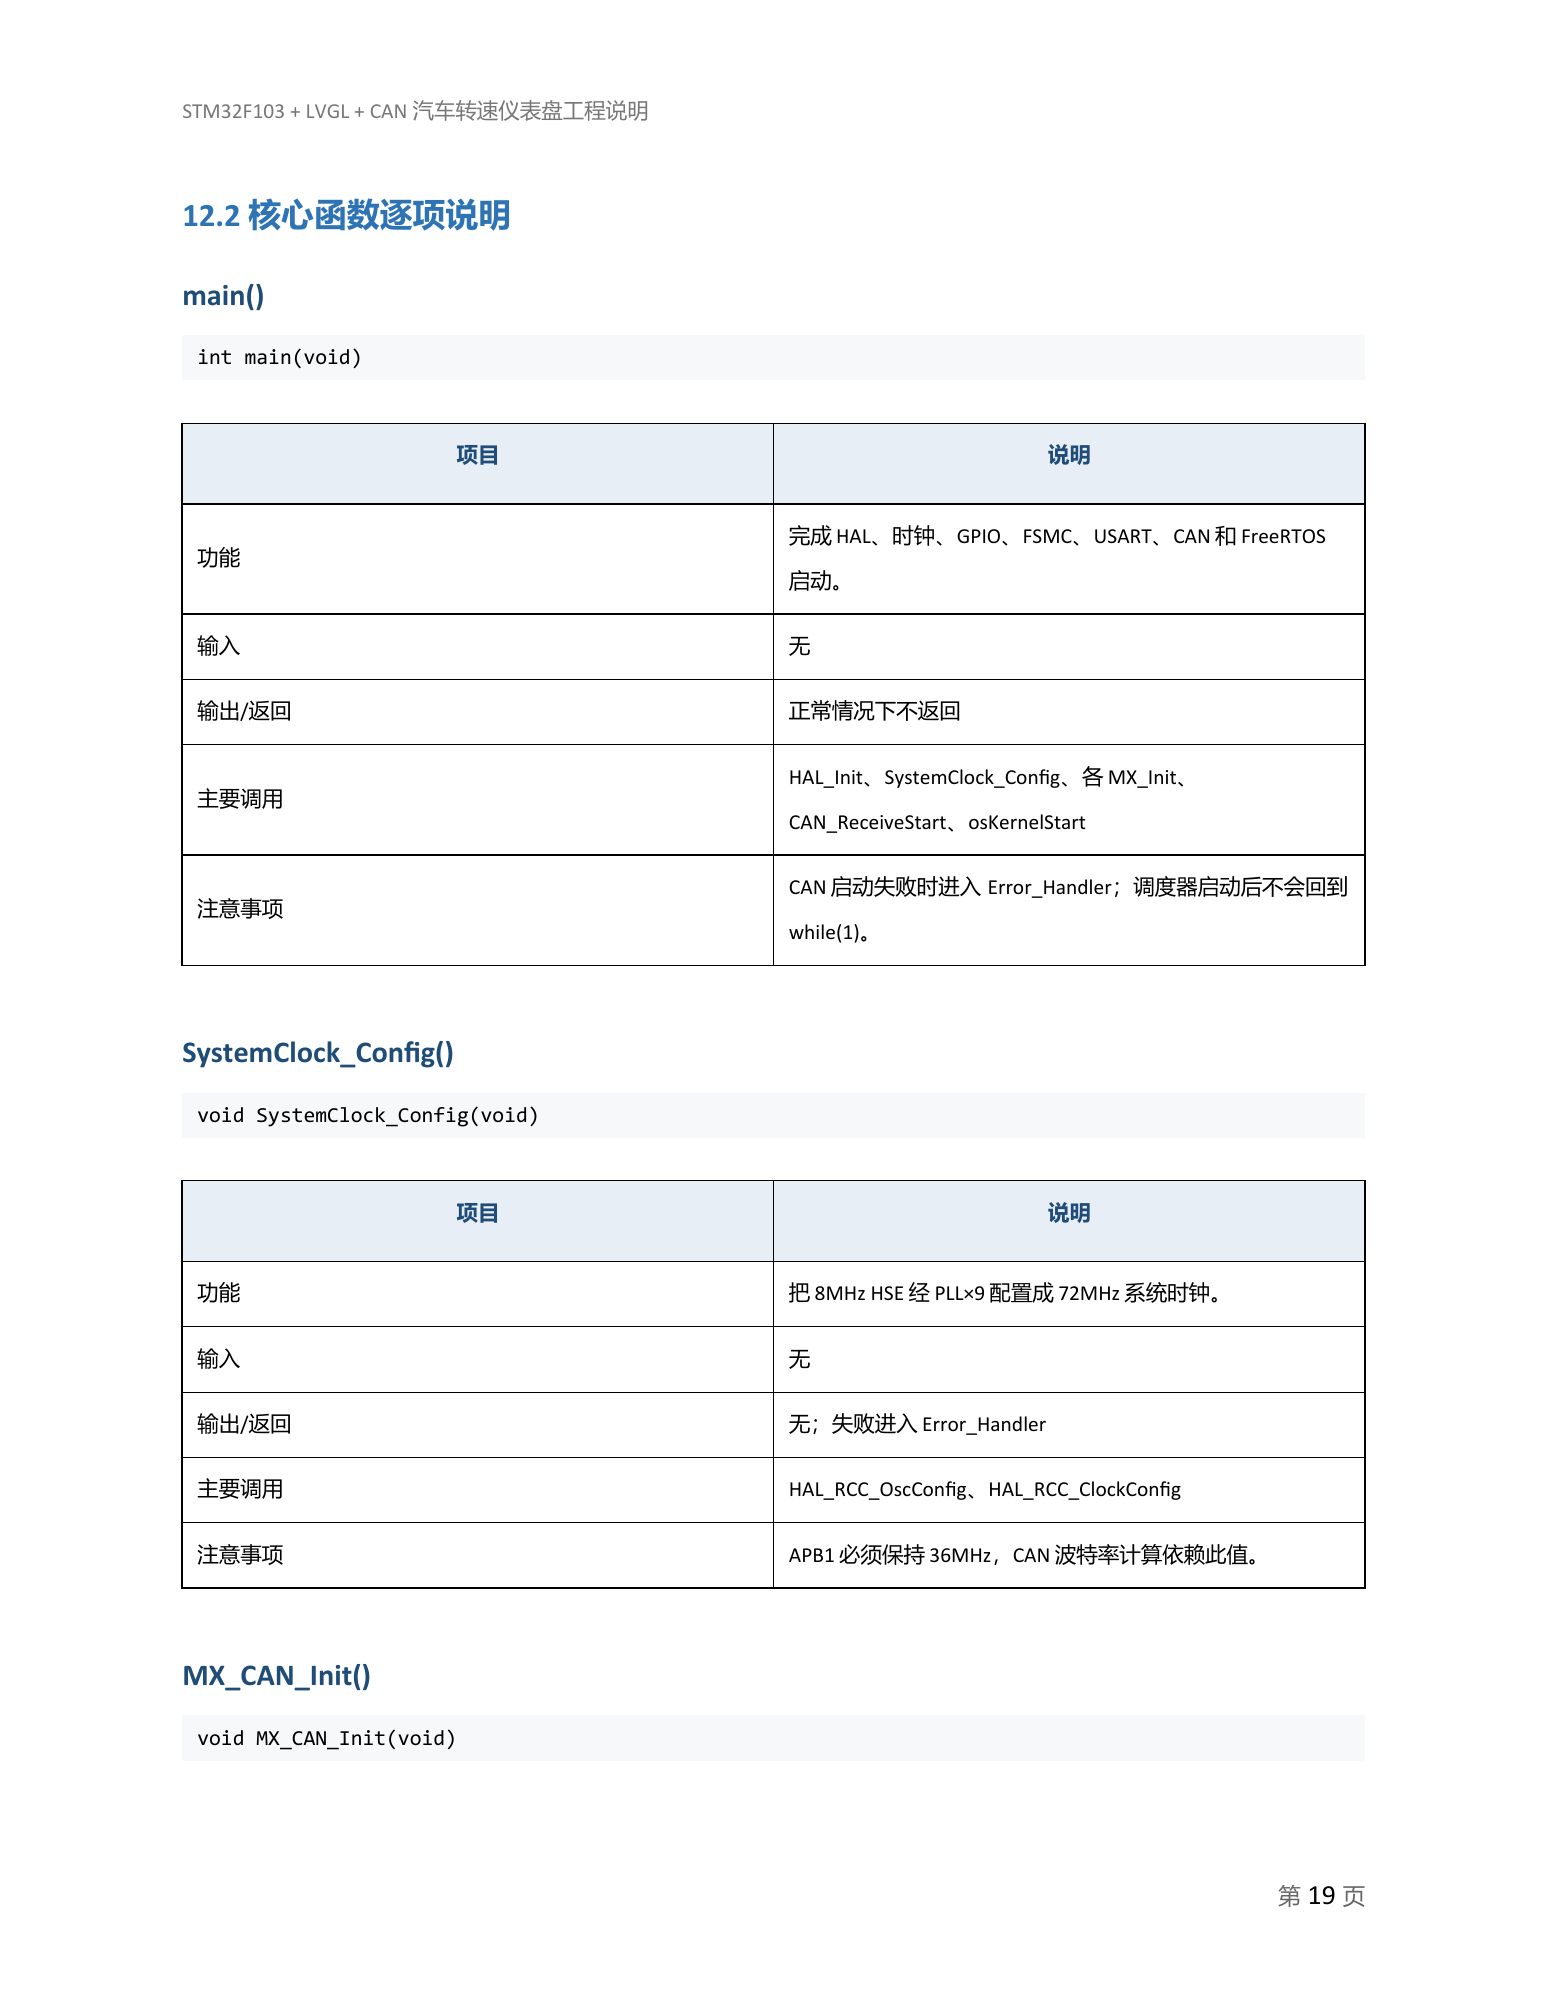 STM32F103 + LVGL + CAN 汽车转速仪表盘工程说明
12.2 核心函数逐项说明
main()
int main(void)
项目 说明
功能 完成 HAL、时钟、GPIO、FSMC、USART、CAN 和 FreeRTOS
启动。
输入 无
输出/返回 正常情况下不返回
主要调用 HAL_Init、SystemClock_Config、各 MX_Init、
CAN_ReceiveStart、osKernelStart
注意事项 CAN 启动失败时进入 Error_Handler；调度器启动后不会回到
while(1)。
SystemClock_Config()
void SystemClock_Config(void)
项目 说明
功能 把 8MHz HSE 经 PLL×9 配置成 72MHz 系统时钟。
输入 无
输出/返回 无；失败进入 Error_Handler
主要调用 HAL_RCC_OscConfig、HAL_RCC_ClockConfig
注意事项 APB1 必须保持 36MHz，CAN 波特率计算依赖此值。
MX_CAN_Init()
void MX_CAN_Init(void)
第 19 页